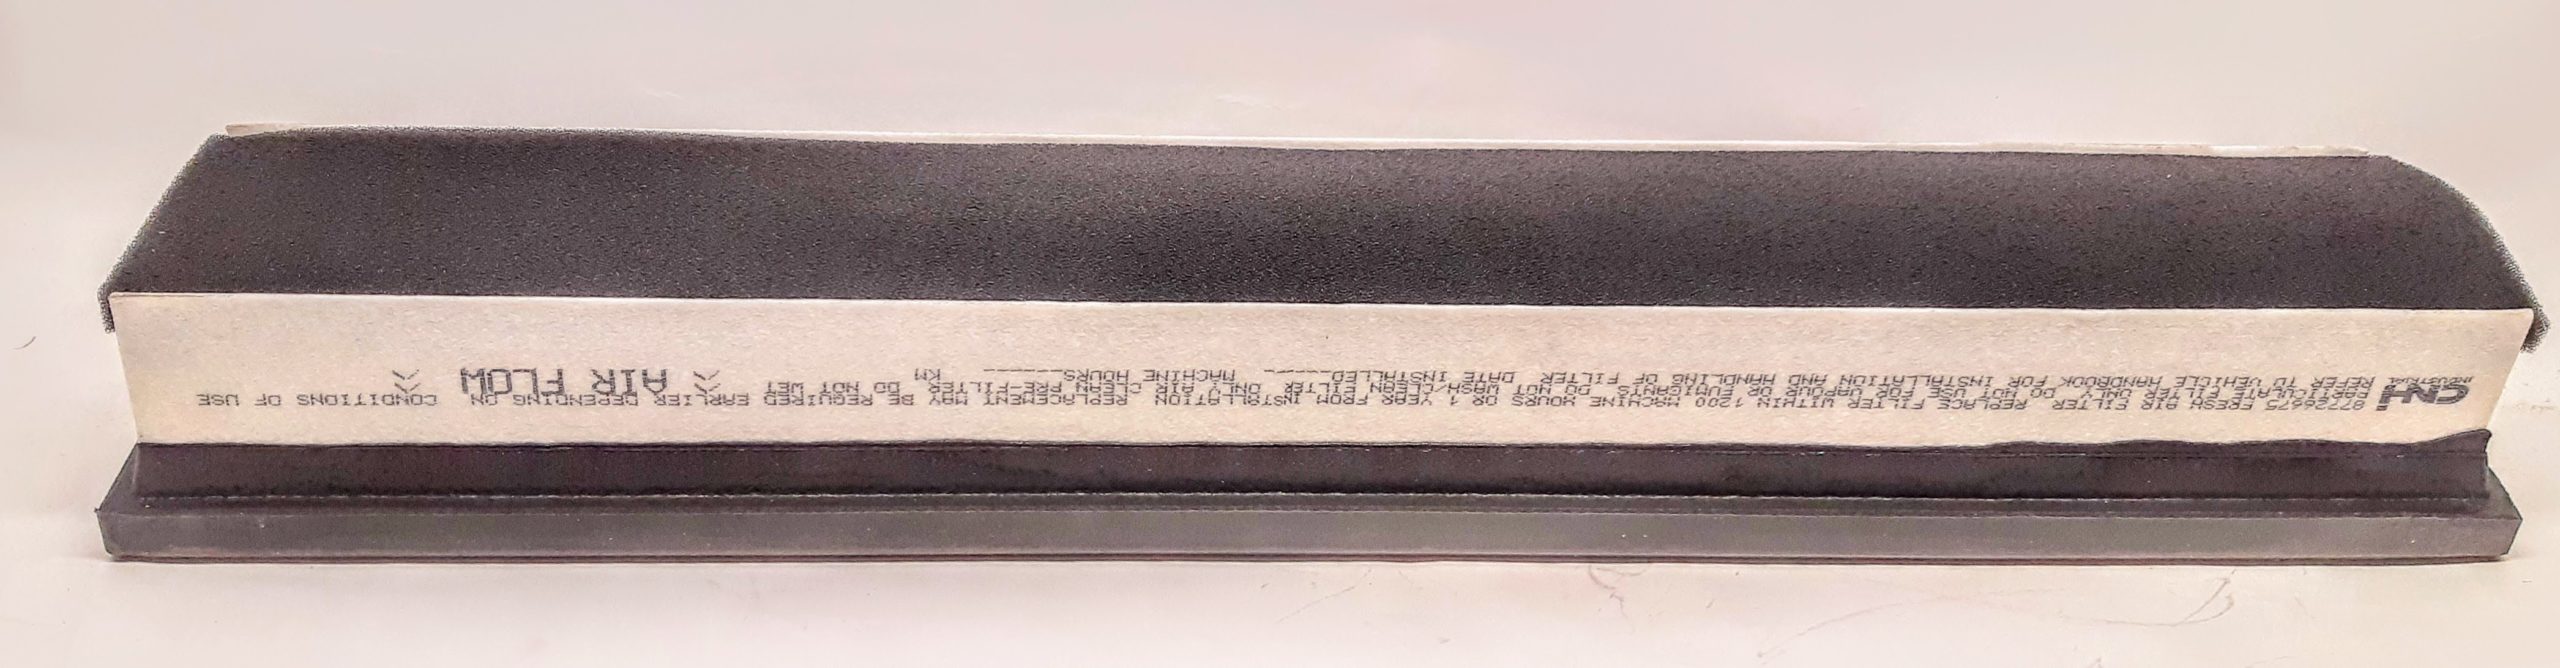 CNH
INDUSTRIAL
87726675 FRESH AIR FILTER REPLACE FILTER WITHIN 1200 MACHINE HOURS OR 1 YEAR FROM INSTALLATION REPLACEMENT MAY BE REQUIRED EARLIER DEPENDING ON CONDITIONS OF USE
PARTICULATE FILTER ONLY. DO NOT USE FOR VAPOUR OR FUMIGANTS DO NOT WASH/CLEAN FILTER ONLY AIR CLEAN PRE-FILTER DO NOT WET
REFER TO VEHICLE HANDBOOK FOR INSTALLATION AND HANDLING OF FILTER DATE INSTALLED______ MACHINE HOURS______ KM
AIR FLOW